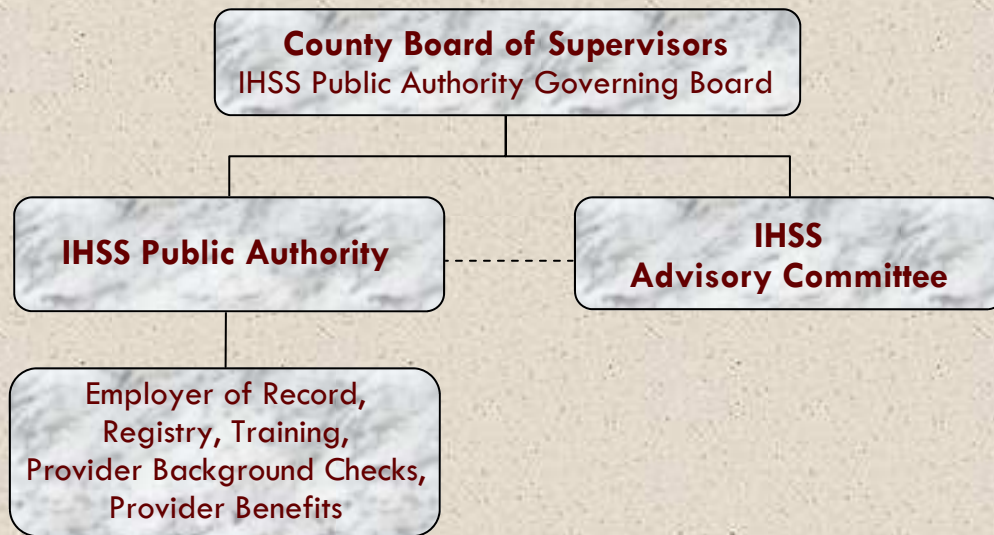 County Board of Supervisors
IHSS Public Authority Governing Board
IHSS Public Authority
IHSS
Advisory Committee
Employer of Record,
Registry, Training,
Provider Background Checks,
Provider Benefits